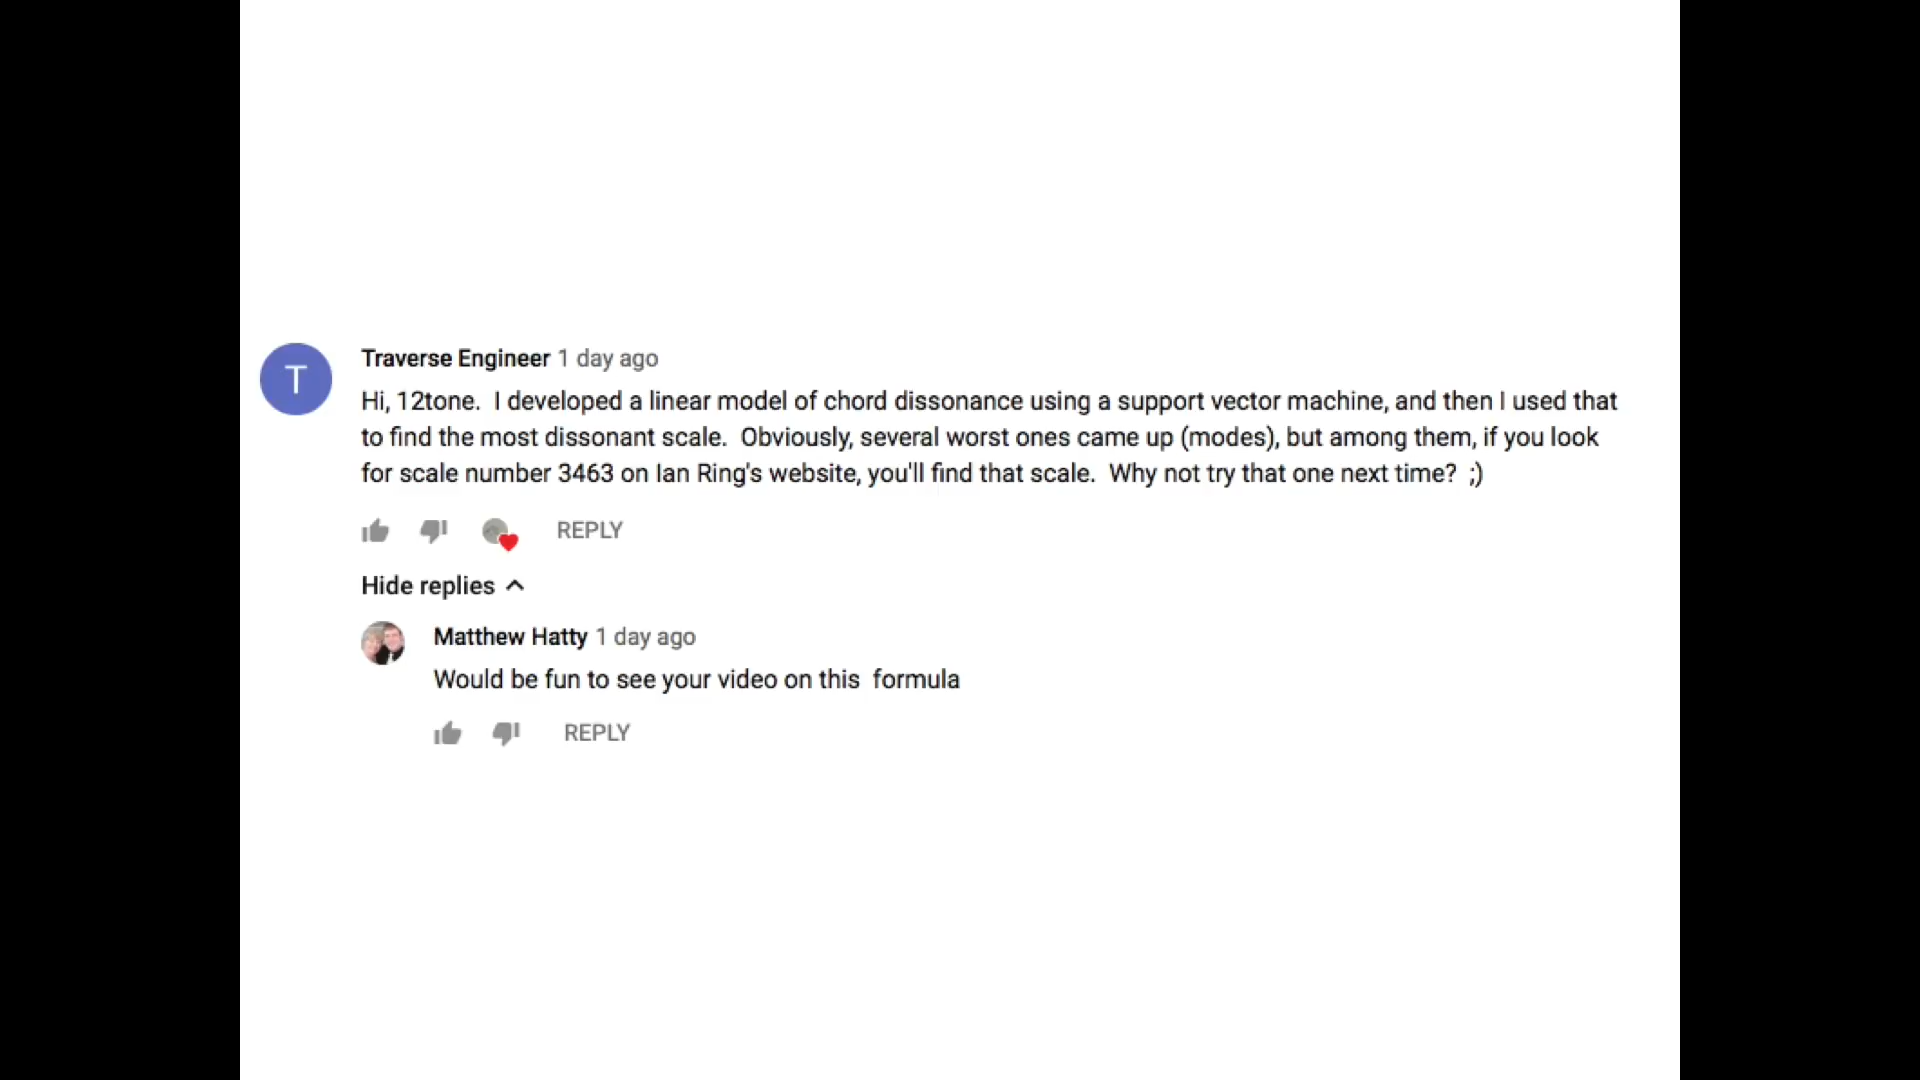 T
Traverse Engineer 1 day ago
Hi, 12tone.  I developed a linear model of chord dissonance using a support vector machine, and then I used that
to find the most dissonant scale.  Obviously, several worst ones came up (modes), but among them, if you look
for scale number 3463 on Ian Ring's website, you'll find that scale.  Why not try that one next time?  ;)
REPLY
Hide replies
Matthew Hatty 1 day ago
Would be fun to see your video on this  formula
REPLY